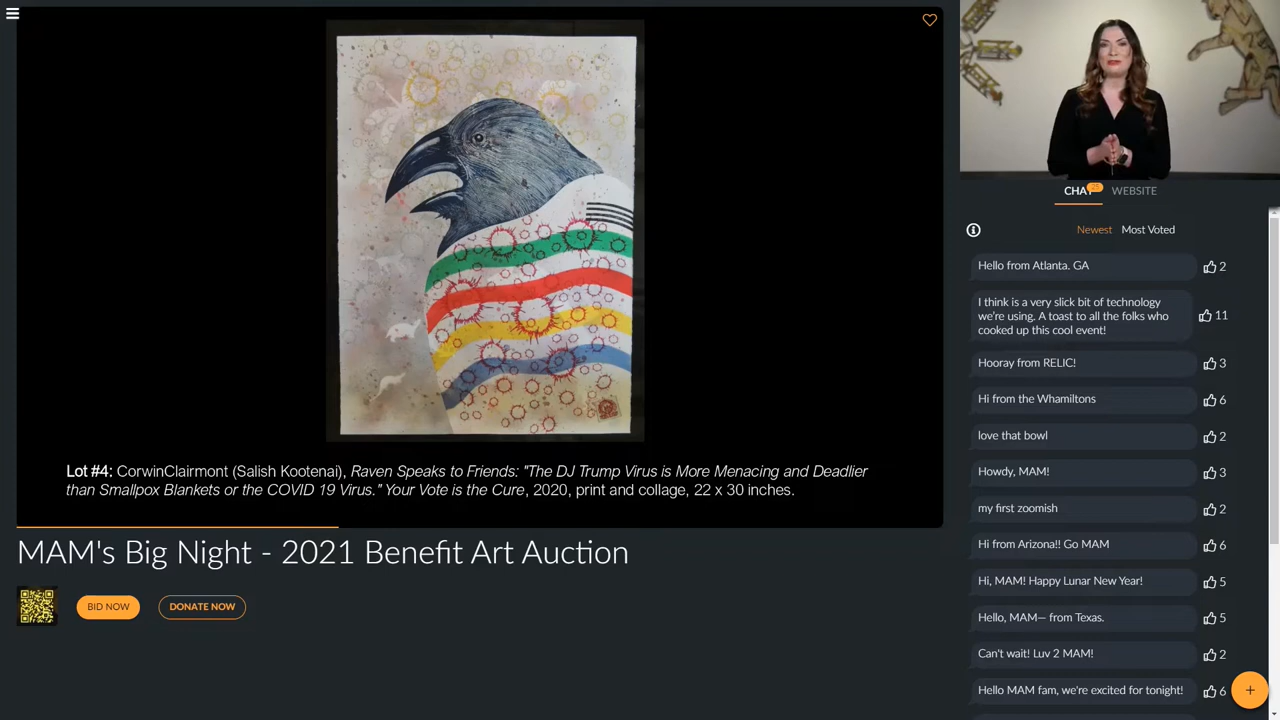 CHAT
WEBSITE
Newest
Most Voted
Hello from Atlanta. GA
2
I think is a very slick bit of technology
we're using. A toast to all the folks who
cooked up this cool event!
11
Hooray from RELIC!
3
Hi from the Whamiltons
6
love that bowl
2
Howdy, MAM!
3
my first zoomish
2
Hi from Arizona!! Go MAM
6
Hi, MAM! Happy Lunar New Year!
5
Hello, MAM— from Texas.
5
Can't wait! Luv 2 MAM!
2
Hello MAM fam, we're excited for tonight!
6
Lot #4: CorwinClairmont (Salish Kootenai), Raven Speaks to Friends: "The DJ Trump Virus is More Menacing and Deadlier
than Smallpox Blankets or the COVID 19 Virus." Your Vote is the Cure, 2020, print and collage, 22 x 30 inches.
MAM's Big Night - 2021 Benefit Art Auction
BID NOW
DONATE NOW